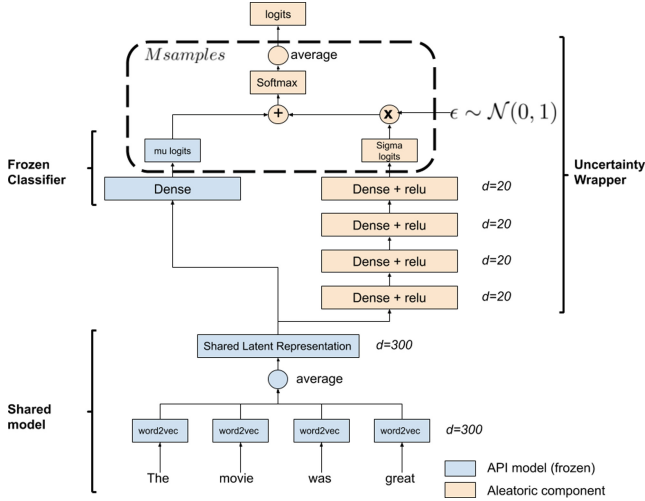 logits
average
M samples
Softmax
+
x
ϵ ∼ N(0, 1)
mu logits
Sigma
logits
Frozen
Classifier
Uncertainty
Wrapper
Dense
Dense + relu
d=20
Dense + relu
d=20
Dense + relu
d=20
Dense + relu
d=20
Shared Latent Representation
d=300
average
Shared
model
word2vec
word2vec
word2vec
word2vec
d=300
The
movie
was
great
API model (frozen)
Aleatoric component